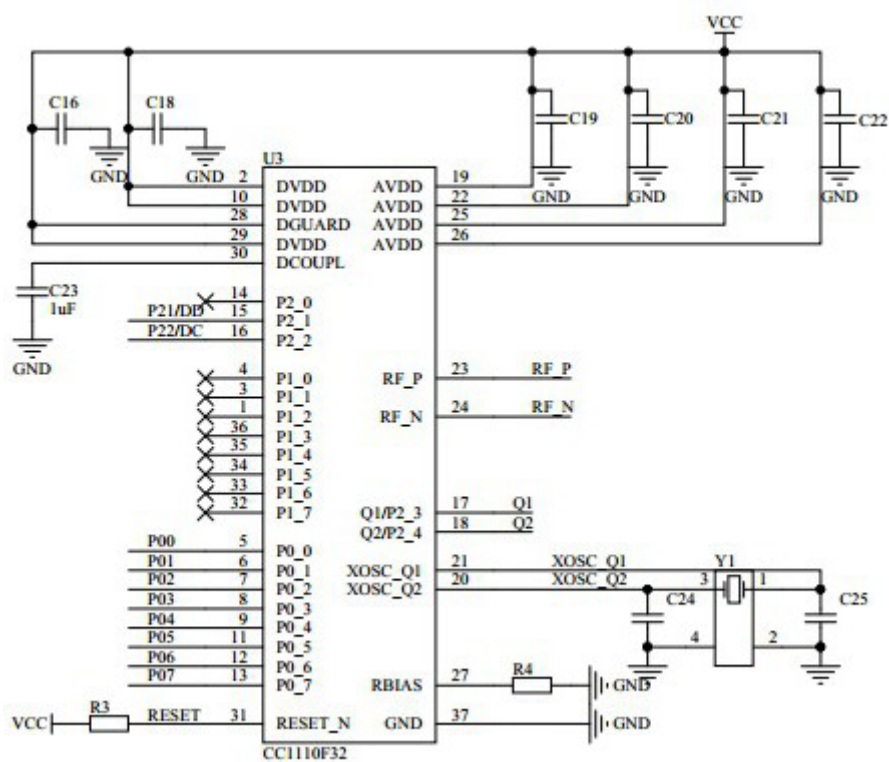 VCC
C16
C18
C19
C20
C21
C22
GND
GND
GND
GND
GND
GND
U3
2 DVDD AVDD 19
10 DVDD AVDD 22
28 DGUARD AVDD 25
29 DVDD AVDD 26
30 DCOUPL
C23
1uF
GND
14 P2_0
P21/DD 15 P2_1
P22/DC 16 P2_2
4 P1_0 RF_P 23 RF_P
3 P1_1
1 P1_2 RF_N 24 RF_N
36 P1_3
35 P1_4
34 P1_5
33 P1_6
32 P1_7 Q1/P2_3 17 Q1
Q2/P2_4 18 Q2
P00 5 P0_0
P01 6 P0_1 XOSC_Q1 21 XOSC_Q1 Y1
P02 7 P0_2 XOSC_Q2 20 XOSC_Q2 3 1
C24 C25
P03 8 P0_3
P04 9 P0_4
P05 11 P0_5 4 2
P06 12 P0_6
P07 13 P0_7 RBIAS 27 R4 GND
VCC R3 RESET 31 RESET_N GND 37 GND
CC1110F32